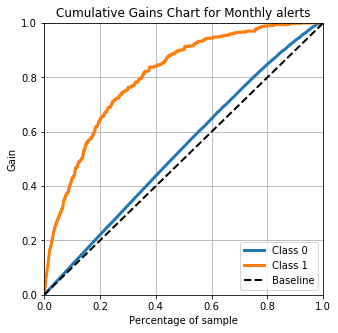 Cumulative Gains Chart for Monthly alerts
1.0
0.8
0.6
0.4
0.2
0.0
Gain
0.0 0.2 0.4 0.6 0.8 1.0
Percentage of sample
Class 0
Class 1
Baseline